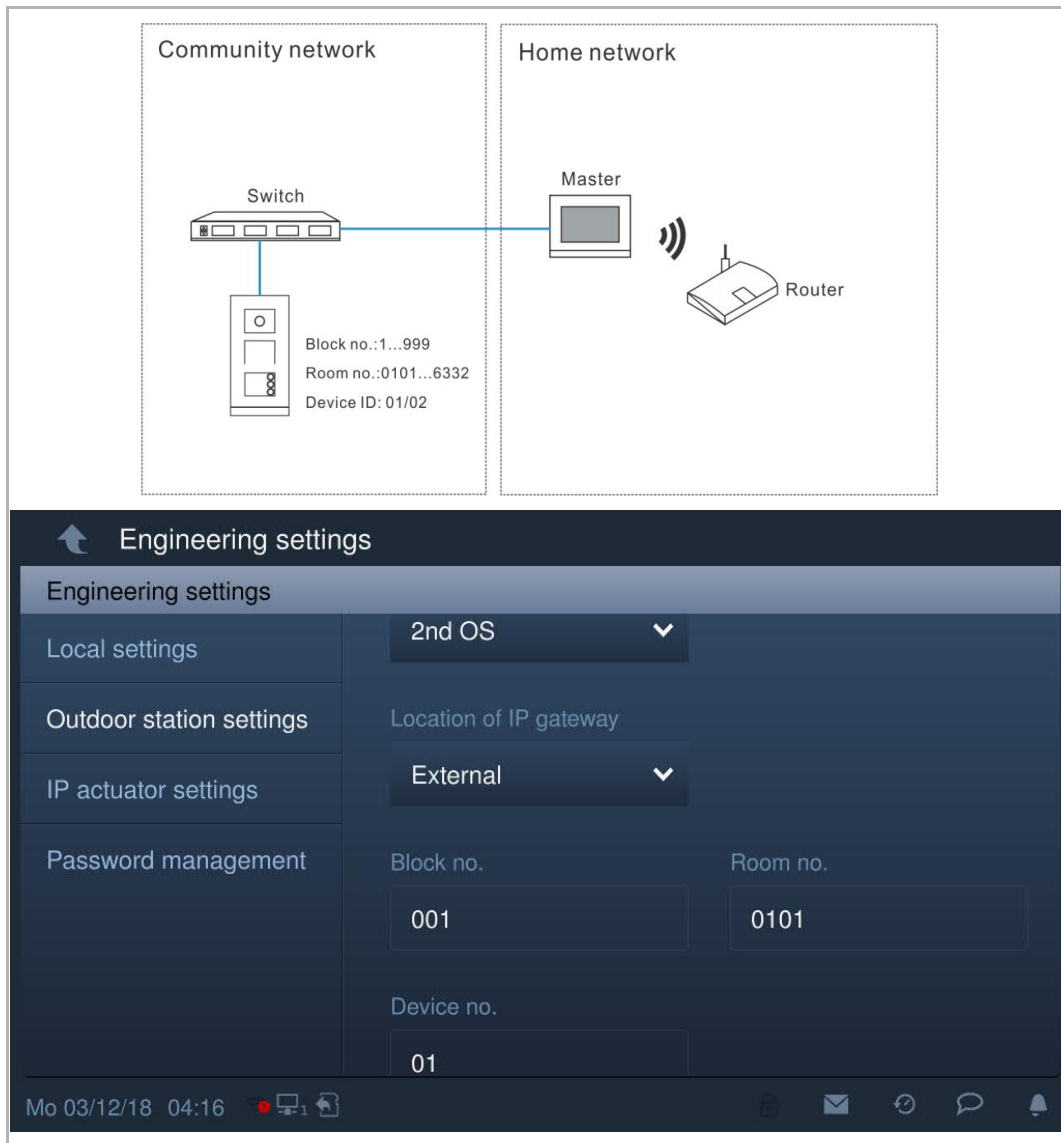 Community network
Home network
Switch
Master
Router
Block no.:1...999
Room no.:0101...6332
Device ID: 01/02
Engineering settings
Engineering settings
Local settings
Outdoor station settings
IP actuator settings
Password management
2nd OS
Location of IP gateway
External
Block no.
Room no.
001
0101
Device no.
01
Mo 03/12/18 04:16
1